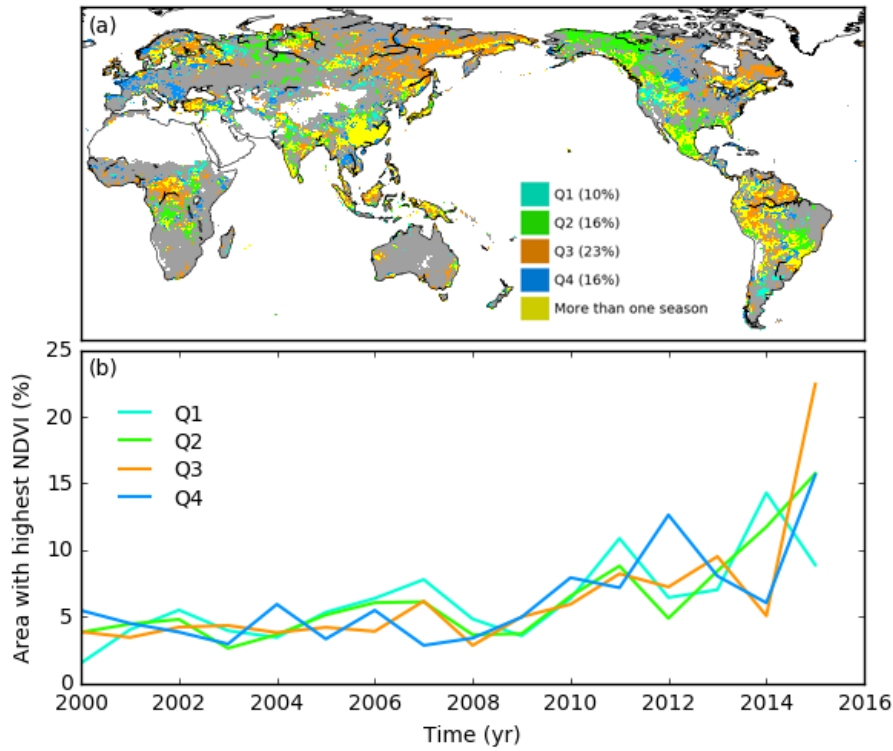 (a)
Q1 (10%)
Q2 (16%)
Q3 (23%)
Q4 (16%)
More than one season
(b)
Area with highest NDVI (%)
25
20
15
10
5
0
Q1
Q2
Q3
Q4
2000 2002 2004 2006 2008 2010 2012 2014 2016
Time (yr)